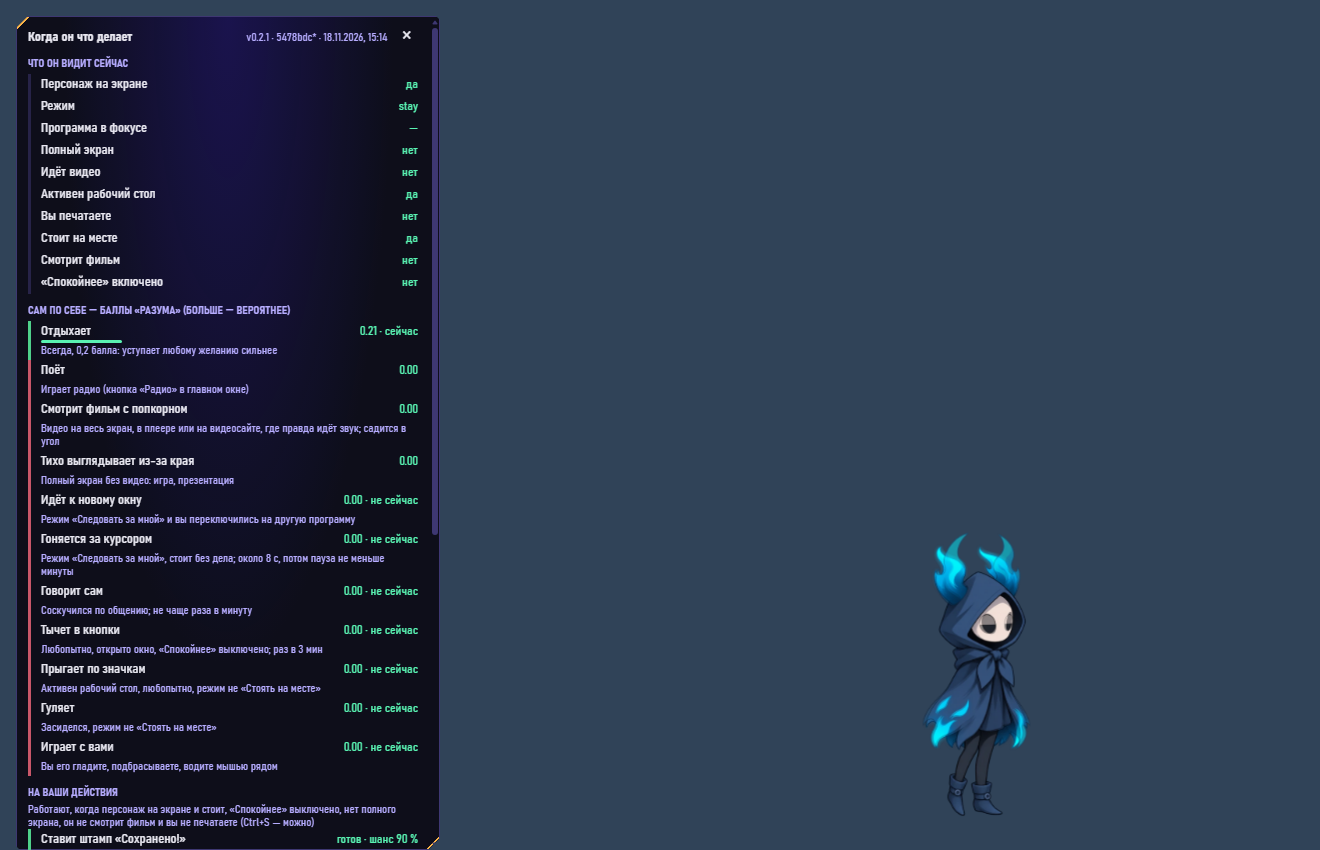 Когда он что делает
v0.2.1 · 5478bdc* · 18.11.2026, 15:14 ×
ЧТО ОН ВИДИТ СЕЙЧАС
Персонаж на экране да
Режим stay
Программа в фокусе —
Полный экран нет
Идёт видео нет
Активен рабочий стол да
Вы печатаете нет
Стоит на месте да
Смотрит фильм нет
«Спокойнее» включено нет
САМ ПО СЕБЕ — БАЛЛЫ «РАЗУМА» (БОЛЬШЕ — ВЕРОЯТНЕЕ)
Отдыхает 0.21 · сейчас
Всегда, 0,2 балла: уступает любому желанию сильнее
Поёт 0.00
Играет радио (кнопка «Радио» в главном окне)
Смотрит фильм с попкорном 0.00
Видео на весь экран, в плеере или на видеосайте, где правда идёт звук; садится в
угол
Тихо выглядывает из-за края 0.00
Полный экран без видео: игра, презентация
Идёт к новому окну 0.00 · не сейчас
Режим «Следовать за мной» и вы переключились на другую программу
Гоняется за курсором 0.00 · не сейчас
Режим «Следовать за мной», стоит без дела; около 8 с, потом пауза не меньше
минуты
Говорит сам 0.00 · не сейчас
Соскучился по общению; не чаще раза в минуту
Тычет в кнопки 0.00 · не сейчас
Любопытно, открыто окно, «Спокойнее» выключено; раз в 3 мин
Прыгает по значкам 0.00 · не сейчас
Активен рабочий стол, любопытно, режим не «Стоять на месте»
Гуляет 0.00 · не сейчас
Засиделся, режим не «Стоять на месте»
Играет с вами 0.00 · не сейчас
Вы его гладите, подбрасываете, водите мышью рядом
НА ВАШИ ДЕЙСТВИЯ
Работают, когда персонаж на экране и стоит, «Спокойнее» выключено, нет полного
экрана, он не смотрит фильм и вы не печатаете (Ctrl+S — можно)
Ставит штамп «Сохранено!» готов · шанс 90 %